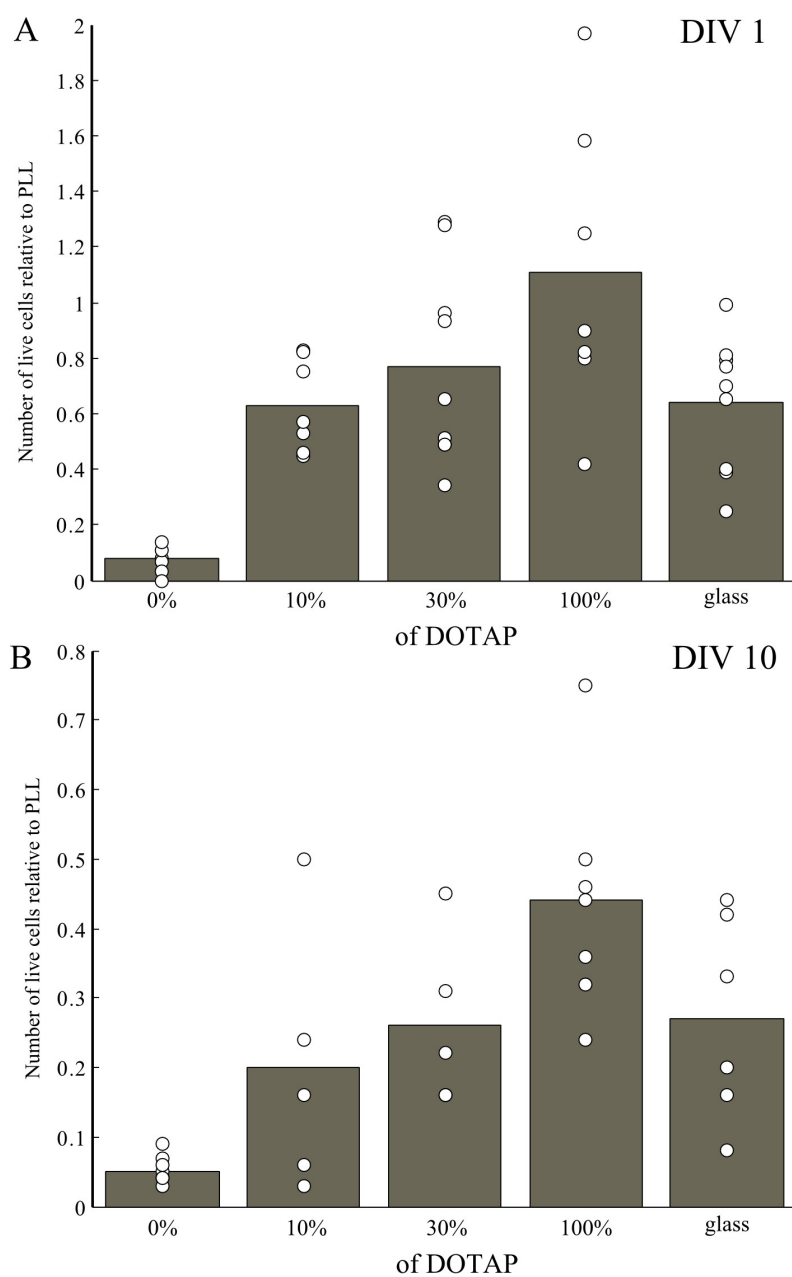 A
DIV 1
Number of live cells relative to PLL
2
1.8
1.6
1.4
1.2
1
0.8
0.6
0.4
0.2
0
0% 10% 30% 100% glass
of DOTAP
B
DIV 10
Number of live cells relative to PLL
0.8
0.7
0.6
0.5
0.4
0.3
0.2
0.1
0
0% 10% 30% 100% glass
of DOTAP